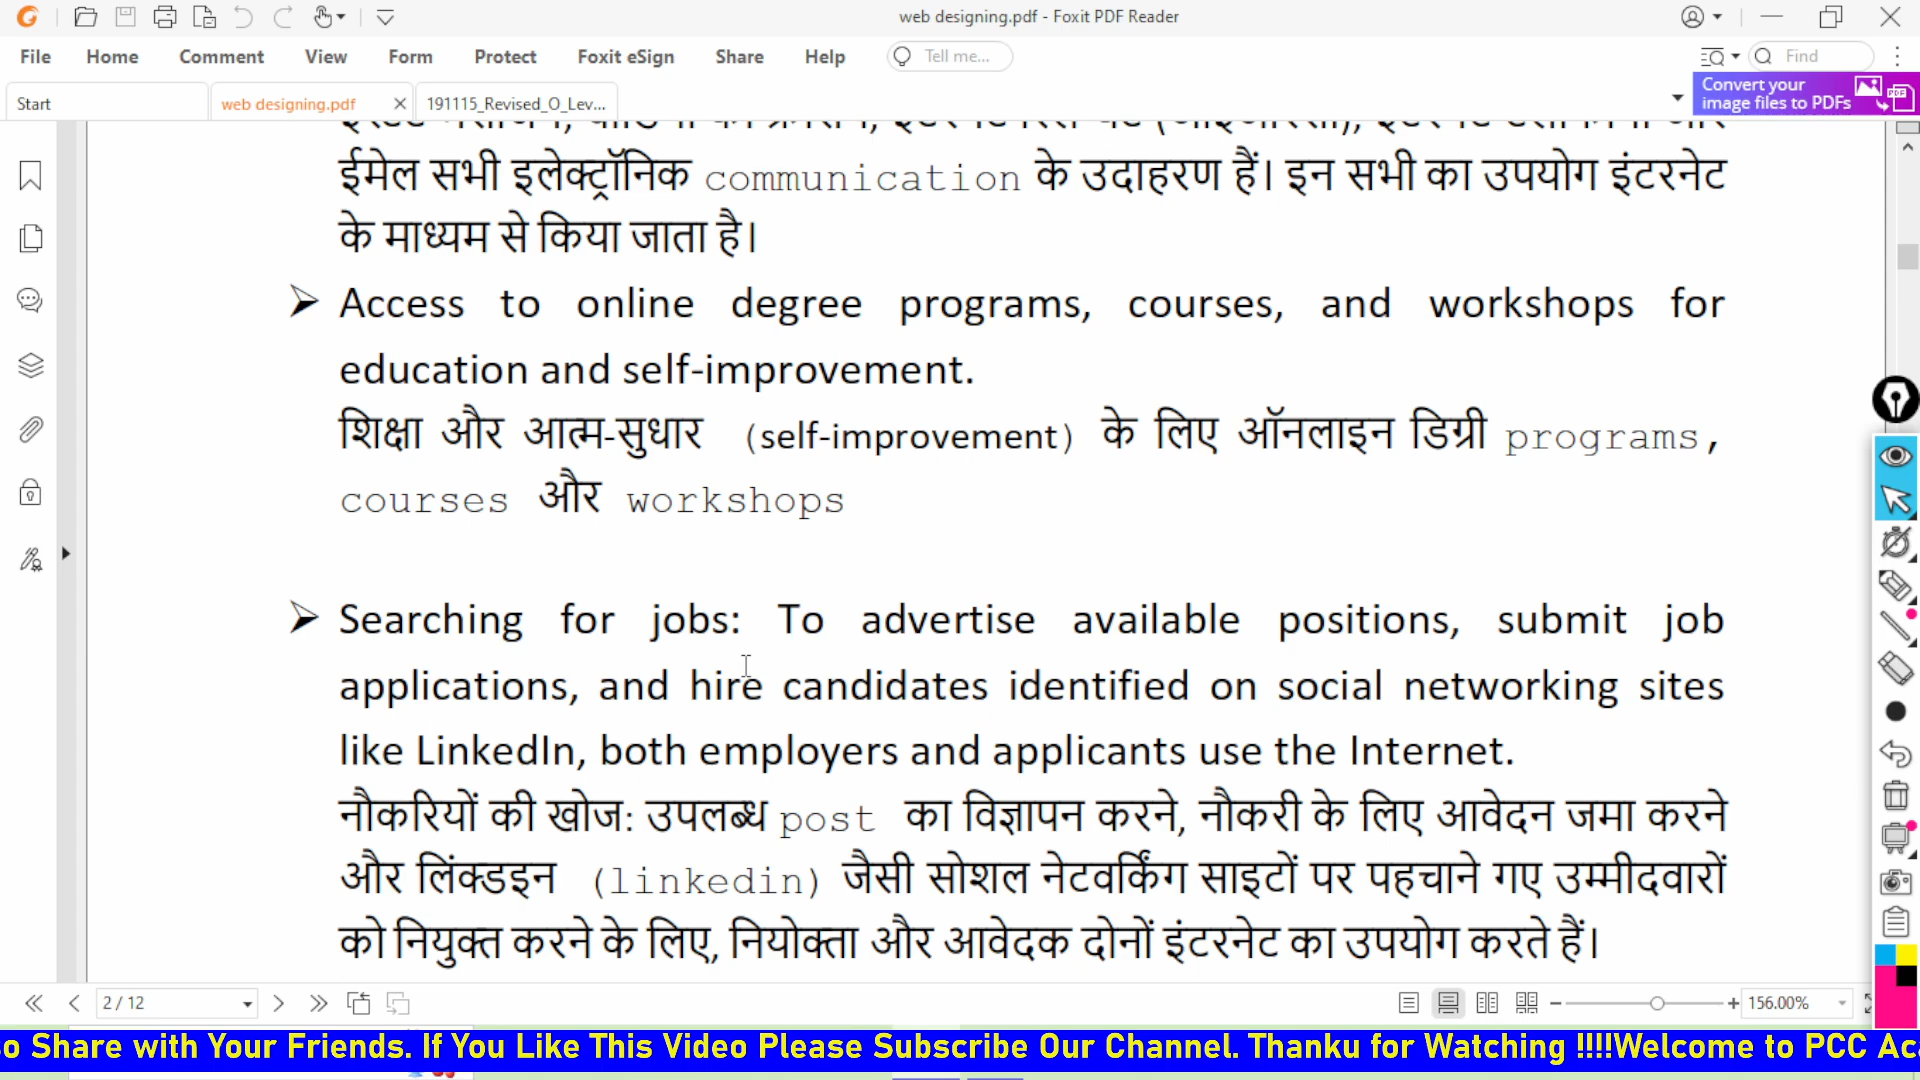 web designing.pdf - Foxit PDF Reader
File Home Comment View Form Protect Foxit eSign Share Help Tell me... Find
Convert your
image files to PDFs
Start web designing.pdf 191115_Revised_O_Lev...
ईमेल सभी इलेक्ट्रॉनिक communication के उदाहरण हैं। इन सभी का उपयोग इंटरनेट
के माध्यम से किया जाता है।
➢ Access to online degree programs, courses, and workshops for
education and self-improvement.
शिक्षा और आत्म-सुधार (self-improvement) के लिए ऑनलाइन डिग्री programs,
courses और workshops
➢ Searching for jobs: To advertise available positions, submit job
applications, and hire candidates identified on social networking sites
like LinkedIn, both employers and applicants use the Internet.
नौकरियों की खोज: उपलब्ध post का विज्ञापन करने, नौकरी के लिए आवेदन जमा करने
और लिंक्डइन (linkedin) जैसी सोशल नेटवर्किंग साइटों पर पहचाने गए उम्मीदवारों
को नियुक्त करने के लिए, नियोक्ता और आवेदक दोनों इंटरनेट का उपयोग करते हैं।
2 / 12 156.00%
o Share with Your Friends. If You Like This Video Please Subscribe Our Channel. Thanku for Watching !!!!Welcome to PCC Ac